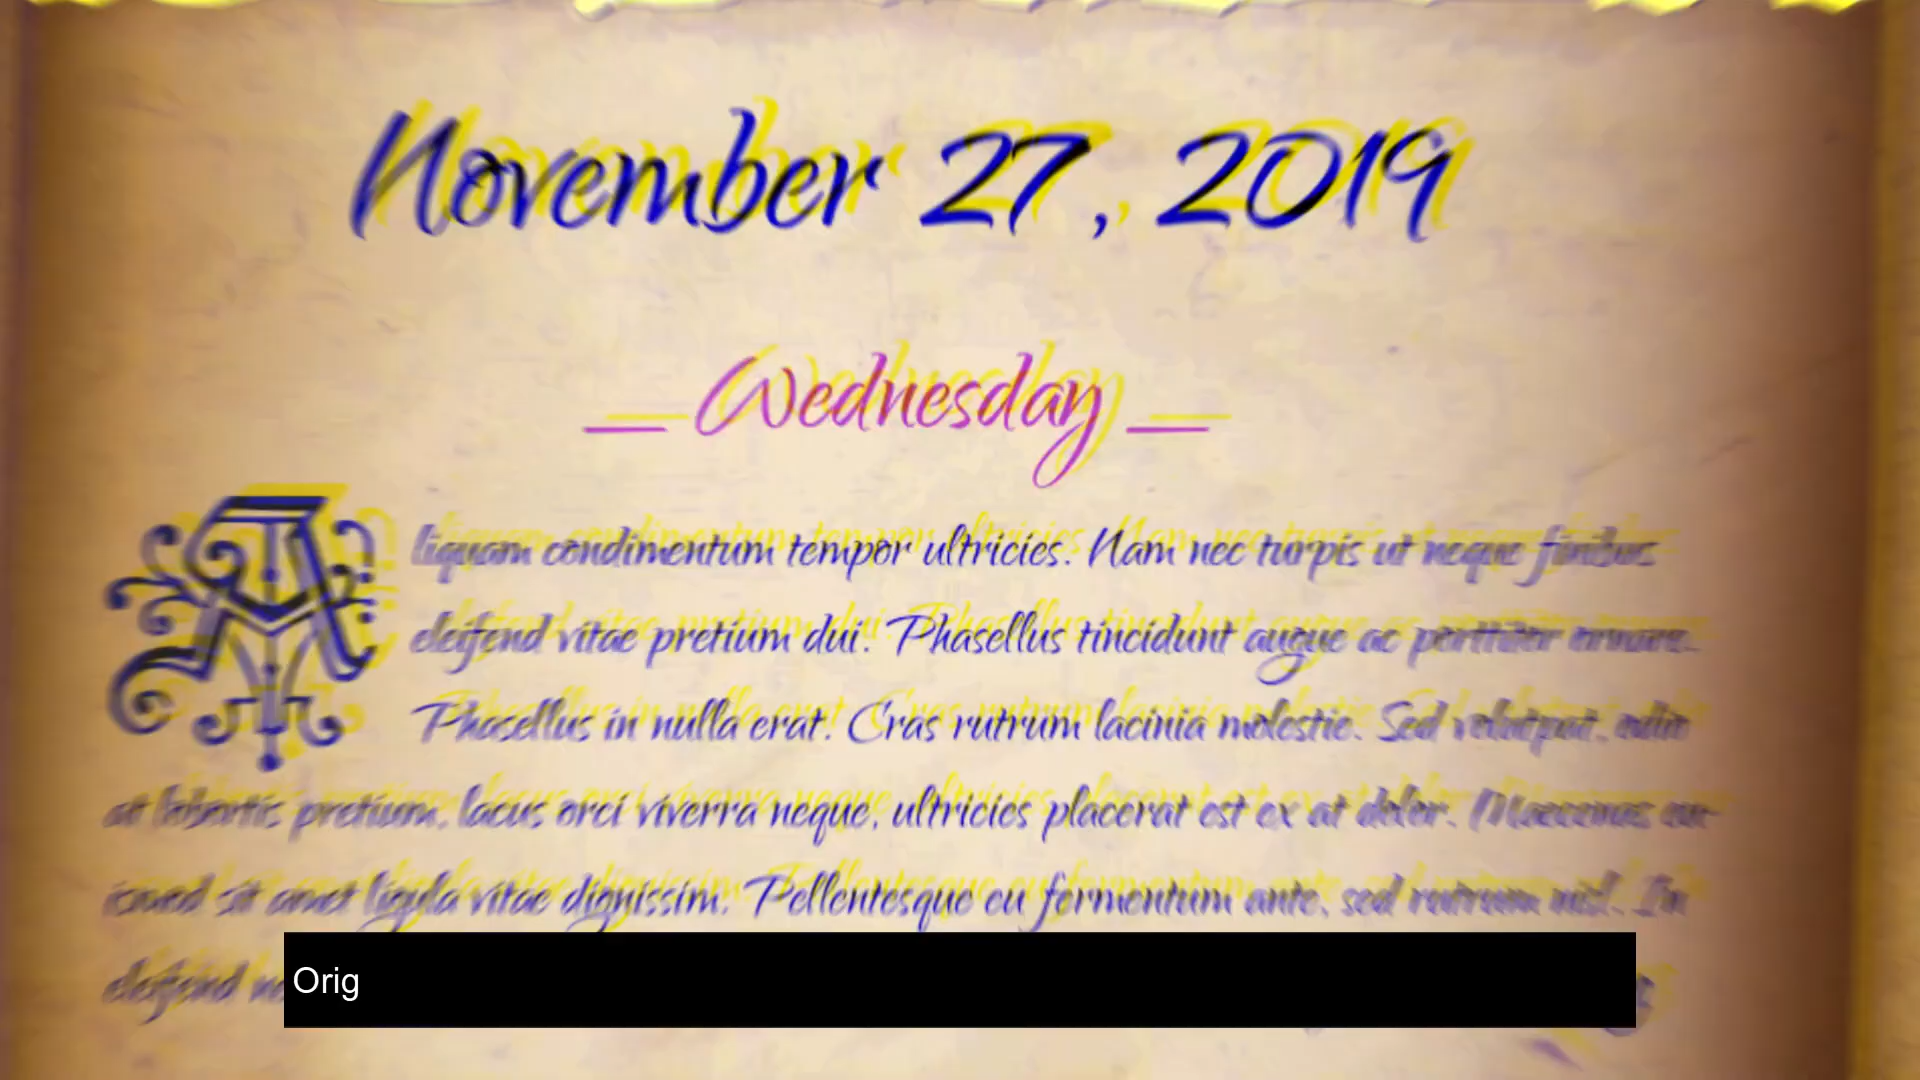 November 27, 2019
— Wednesday —
Aliquam condimentum tempor ultricies. Nam nec turpis ut neque finibus
eleifend vitae pretium dui. Phasellus tincidunt augue ac porttitor ornare.
Phasellus in nulla erat. Cras rutrum lacinia molestie. Sed volutpat, odio
at lobortis pretium, lacus orci viverra neque, ultricies placerat est ex at dolor. Maecenas eu-
ismod sit amet ligula vitae dignissim. Pellentesque eu fermentum ante, sed rutrum nisl. In
eleifend
Orig